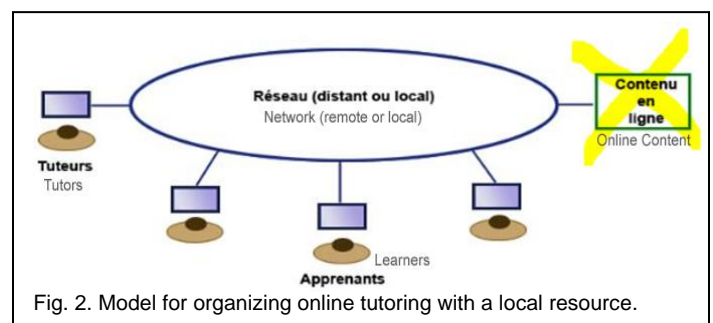 Réseau (distant ou local)
Network (remote or local)
Contenu
en
ligne
Online Content
Tuteurs
Tutors
Learners
Apprenants
Fig. 2. Model for organizing online tutoring with a local resource.